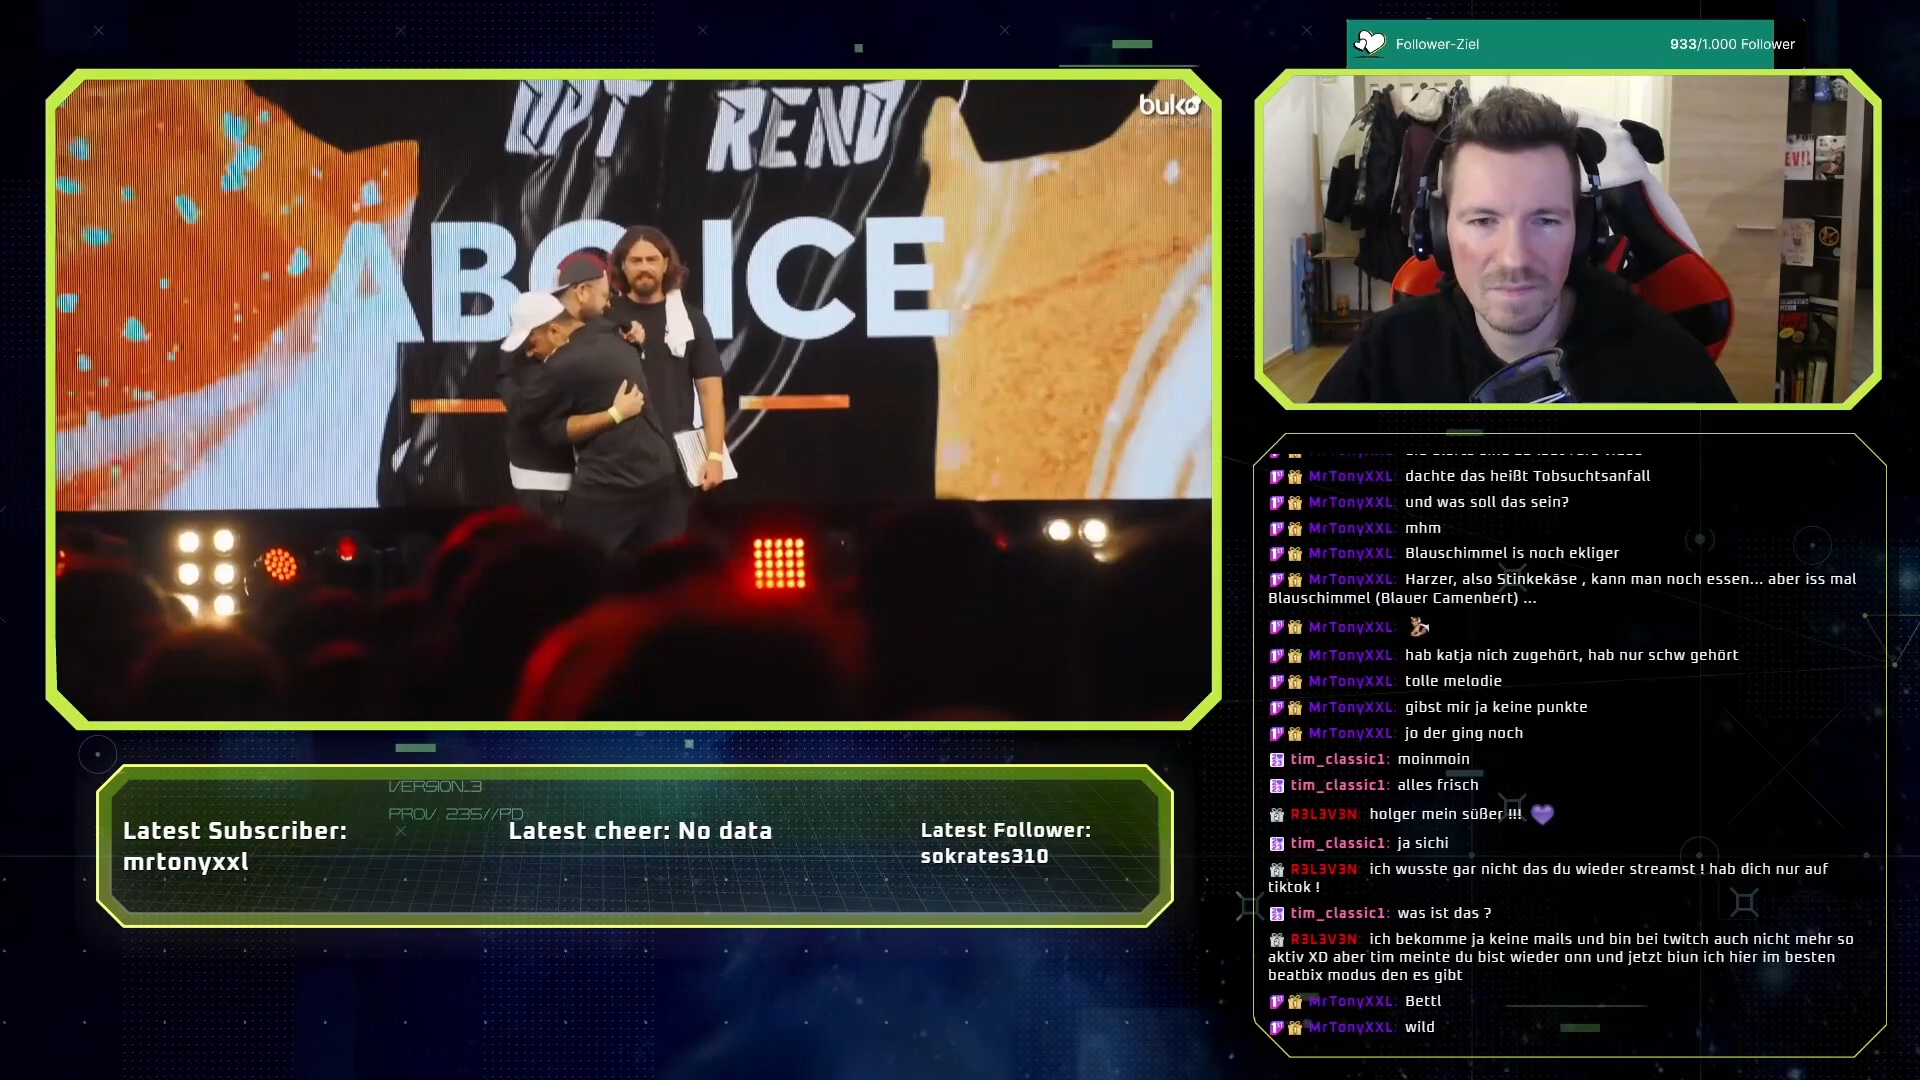 Follower-Ziel
933/1.000 Follower
buko
REND
ICE
EVIL
MrTonyXXL: dachte das heißt Tobsuchtsanfall
MrTonyXXL: und was soll das sein?
MrTonyXXL: mhm
MrTonyXXL: Blauschimmel is noch ekliger
MrTonyXXL: Harzer, also Stinkekäse , kann man noch essen... aber iss mal
Blauschimmel (Blauer Camenbert) ...
MrTonyXXL:
MrTonyXXL: hab katja nich zugehört, hab nur schw gehört
MrTonyXXL: tolle melodie
MrTonyXXL: gibst mir ja keine punkte
MrTonyXXL: jo der ging noch
tim_classic1: moinmoin
tim_classic1: alles frisch
R3L3V3N: holger mein süßer !!!
tim_classic1: ja sichi
R3L3V3N: ich wusste gar nicht das du wieder streamst ! hab dich nur auf
tiktok !
tim_classic1: was ist das ?
R3L3V3N: ich bekomme ja keine mails und bin bei twitch auch nicht mehr so
aktiv XD aber tim meinte du bist wieder onn und jetzt biun ich hier im besten
beatbix modus den es gibt
MrTonyXXL: Bettl
MrTonyXXL: wild
VERSION_3
PROV. 235//PD
Latest Subscriber:
mrtonyxxl
Latest cheer: No data
Latest Follower:
sokrates310